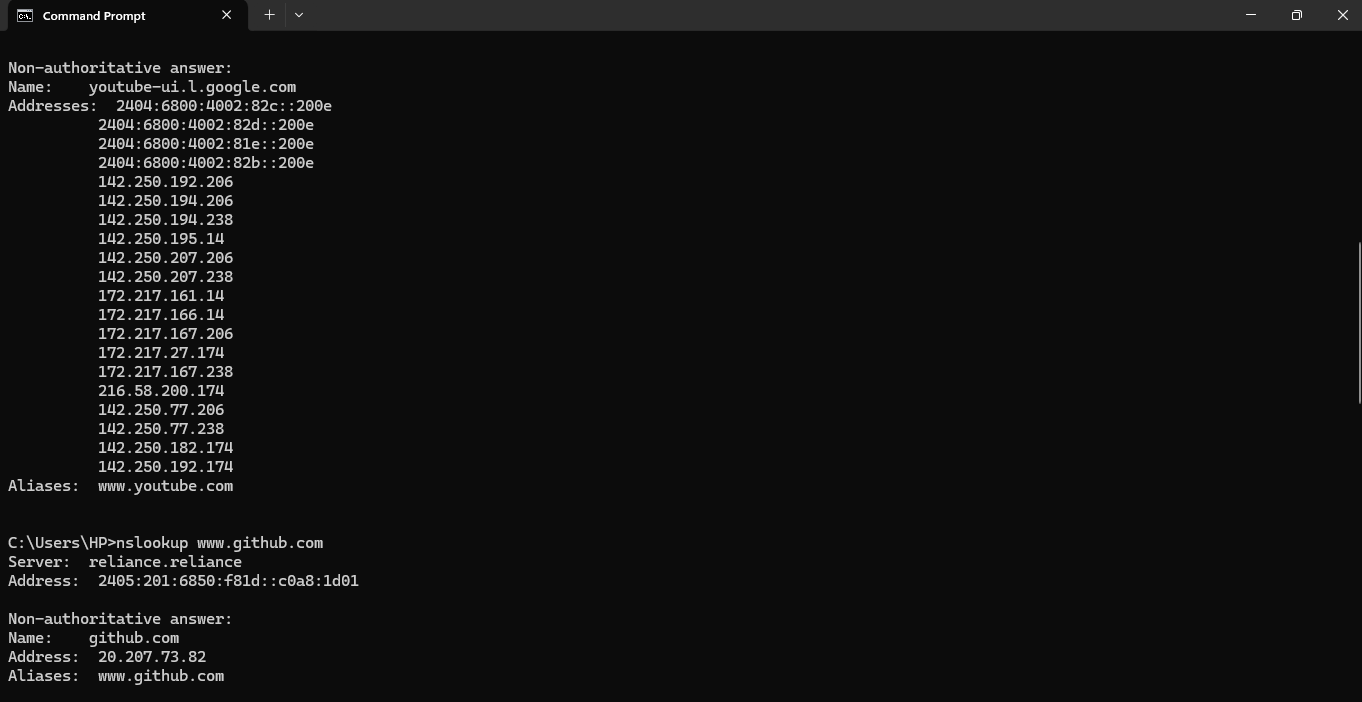 Command Prompt
Non-authoritative answer:
Name:    youtube-ui.l.google.com
Addresses:  2404:6800:4002:82c::200e
          2404:6800:4002:82d::200e
          2404:6800:4002:81e::200e
          2404:6800:4002:82b::200e
          142.250.192.206
          142.250.194.206
          142.250.194.238
          142.250.195.14
          142.250.207.206
          142.250.207.238
          172.217.161.14
          172.217.166.14
          172.217.167.206
          172.217.27.174
          172.217.167.238
          216.58.200.174
          142.250.77.206
          142.250.77.238
          142.250.182.174
          142.250.192.174
Aliases:  www.youtube.com
C:\Users\HP>nslookup www.github.com
Server:  reliance.reliance
Address:  2405:201:6850:f81d::c0a8:1d01
Non-authoritative answer:
Name:    github.com
Address:  20.207.73.82
Aliases:  www.github.com